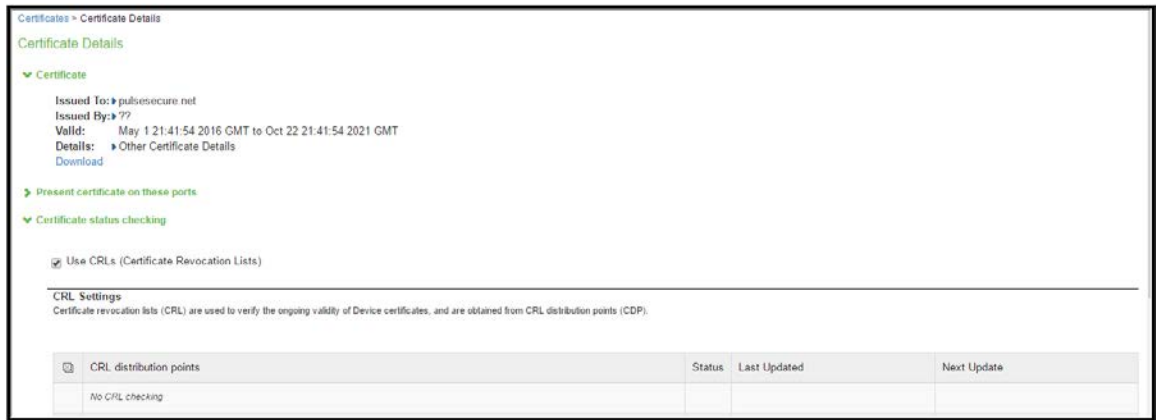 Certificates > Certificate Details
Certificate Details
Certificate
Issued To: pulsesecure.net
Issued By: ??
Valid: May 1 21:41:54 2016 GMT to Oct 22 21:41:54 2021 GMT
Details: Other Certificate Details
Download
Present certificate on these ports
Certificate status checking
Use CRLs (Certificate Revocation Lists)
CRL Settings
Certificate revocation lists (CRL) are used to verify the ongoing validity of Device certificates, and are obtained from CRL distribution points (CDP).
CRL distribution points Status Last Updated Next Update
No CRL checking